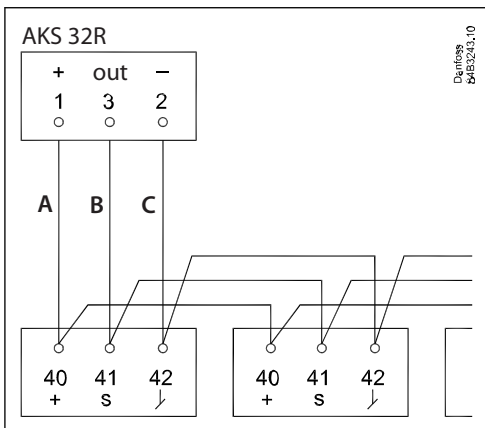 AKS 32R
+ out −
1 3 2
Danfoss
84B3243.10
A B C
40 41 42 40 41 42
+ S + S